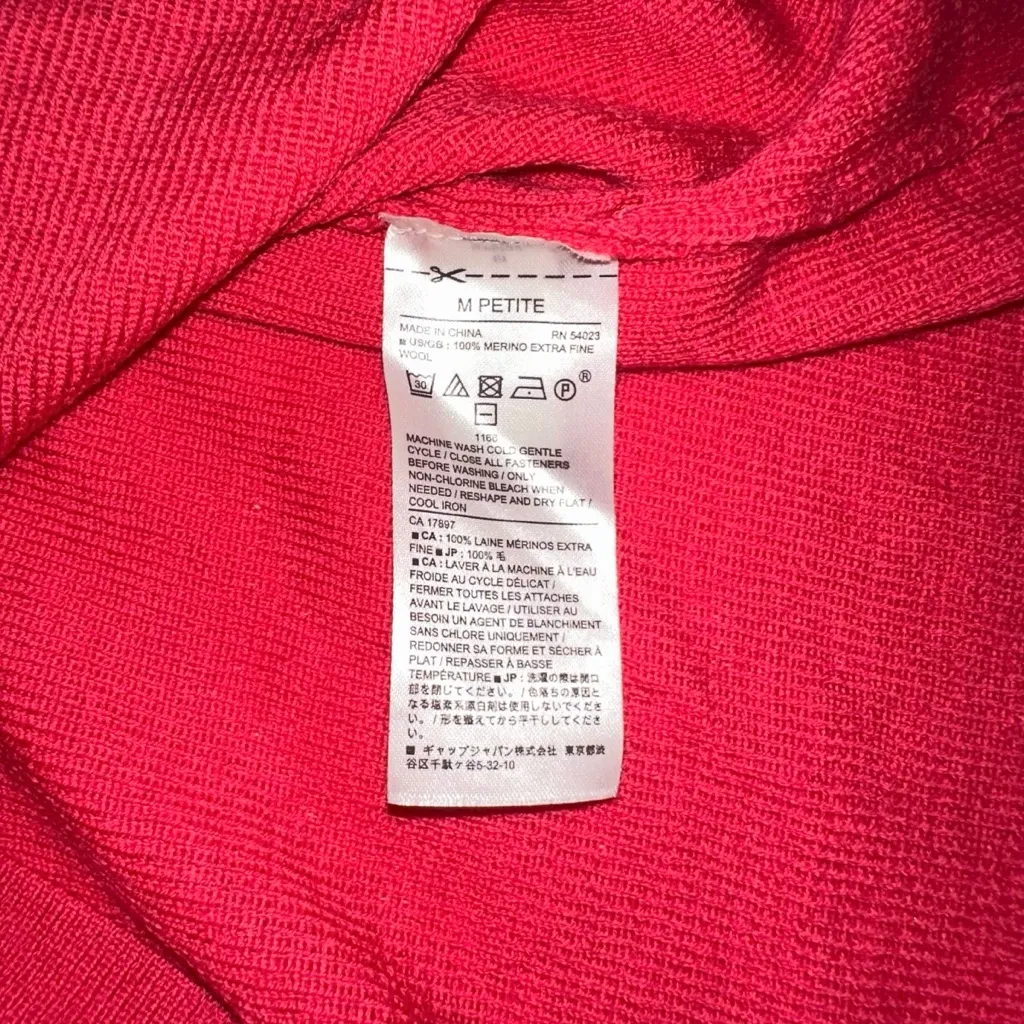 M PETITE
MADE IN CHINA RN 54023
■ US/GB : 100% MERINO EXTRA FINE
WOOL
30 P ®
MACHINE WASH COLD GENTLE
CYCLE / CLOSE ALL FASTENERS
BEFORE WASHING / ONLY
NON-CHLORINE BLEACH WHEN
NEEDED / RESHAPE AND DRY FLAT /
COOL IRON
CA 17897
■ CA : 100% LAINE MÉRINOS EXTRA
FINE ■ JP : 100% 毛
■ CA : LAVER À LA MACHINE À L'EAU
FROIDE AU CYCLE DÉLICAT /
FERMER TOUTES LES ATTACHES
AVANT LE LAVAGE / UTILISER AU
BESOIN UN AGENT DE BLANCHIMENT
SANS CHLORE UNIQUEMENT /
REDONNER SA FORME ET SÉCHER À
PLAT / REPASSER À BASSE
TEMPÉRATURE ■ JP : 洗濯の際は開口
部を閉じてください。/ 色落ちの原因と
なる塩素系漂白剤は使用しないでくださ
い。/ 形を整えてから平干ししてくださ
い。
■ ギャップジャパン株式会社 東京都渋
谷区千駄ヶ谷5-32-10